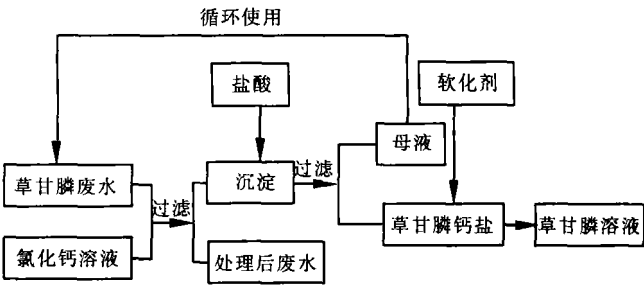 循环使用
盐酸
软化剂
母液
草甘膦废水
过滤
沉淀
过滤
氯化钙溶液
处理后废水
草甘膦钙盐
草甘膦溶液